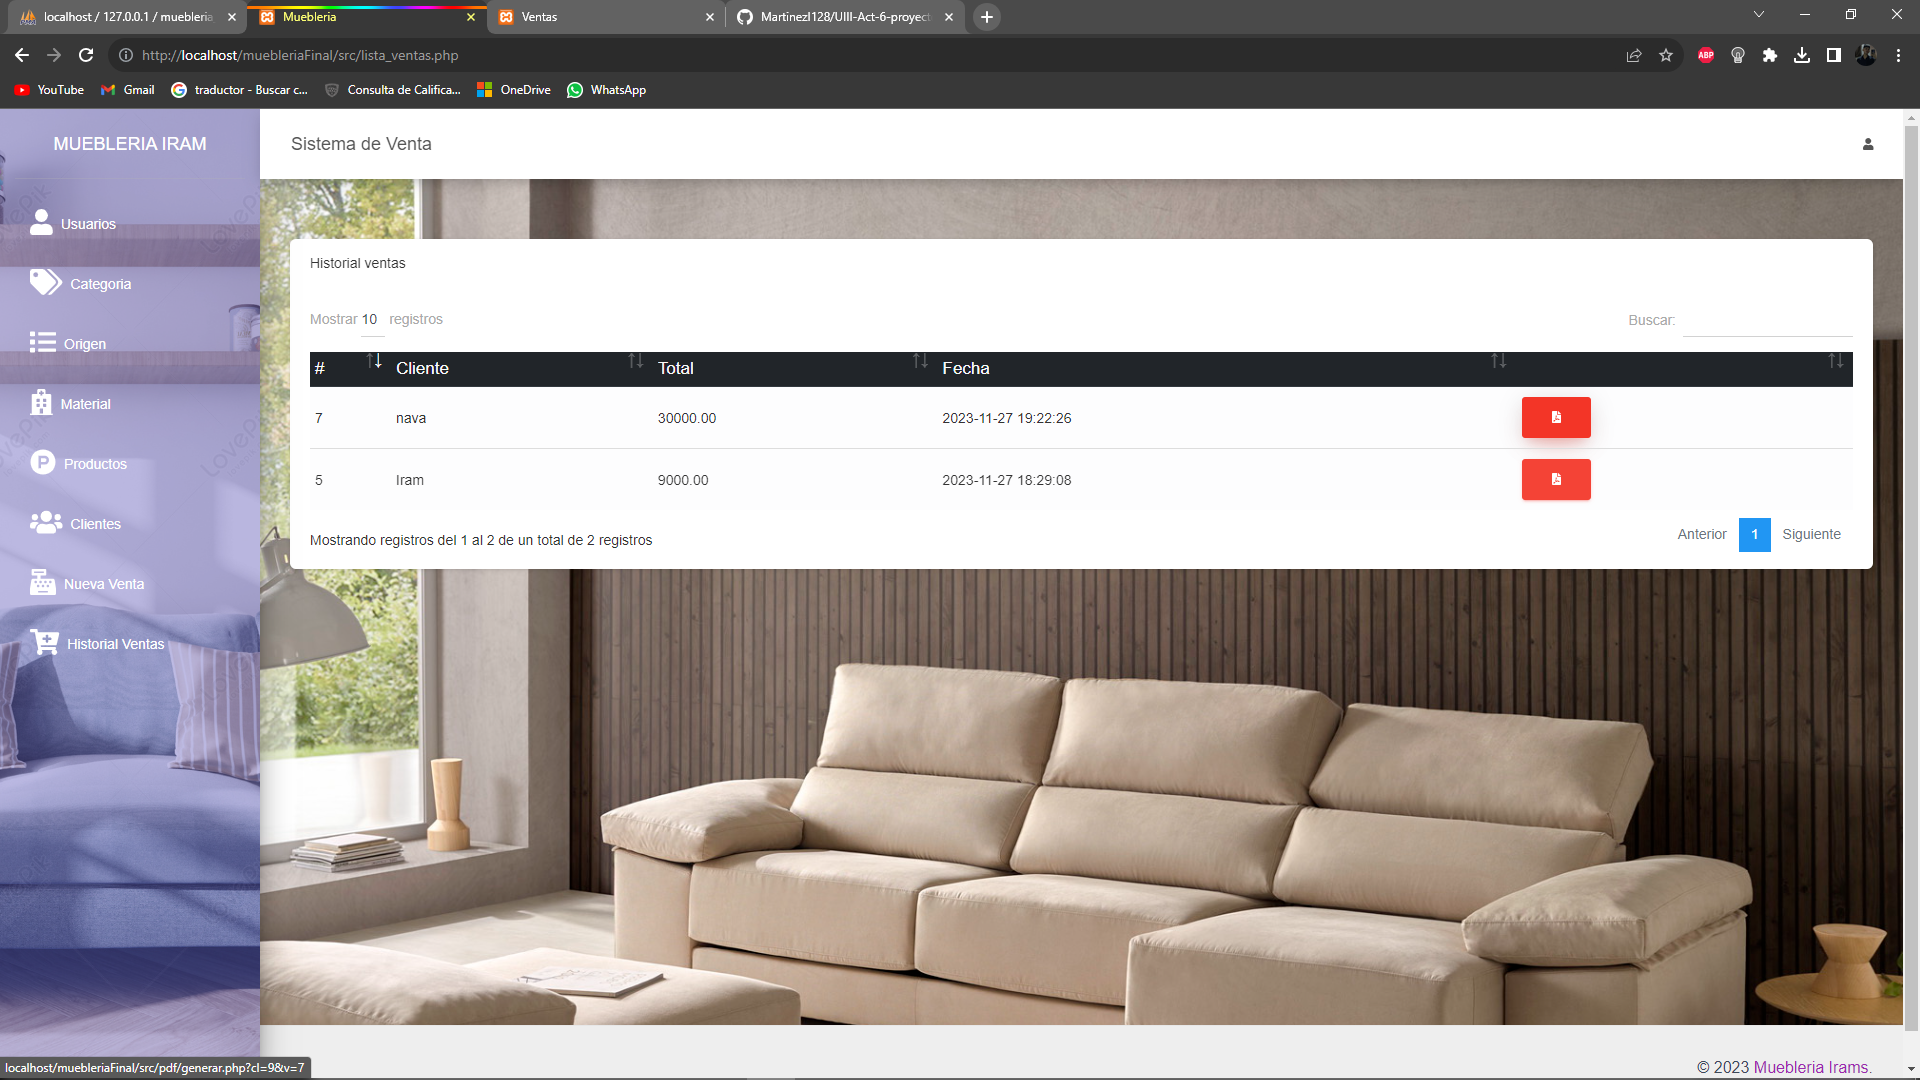 localhost / 127.0.0.1 / muebleria
Muebleria
Ventas
MartinezI128/UIII-Act-6-proyect
http://localhost/muebleriaFinal/src/lista_ventas.php
ABP
YouTube
Gmail
traductor - Buscar c...
Consulta de Califica...
OneDrive
WhatsApp
MUEBLERIA IRAM
Sistema de Venta
Usuarios
Categoria
Origen
Material
Productos
Clientes
Nueva Venta
Historial Ventas
Historial ventas
Mostrar 10 registros
Buscar:
# Cliente Total Fecha
7 nava 30000.00 2023-11-27 19:22:26
5 Iram 9000.00 2023-11-27 18:29:08
Mostrando registros del 1 al 2 de un total de 2 registros
Anterior 1 Siguiente
© 2023 Muebleria Irams.
localhost/muebleriaFinal/src/pdf/generar.php?cl=9&v=7